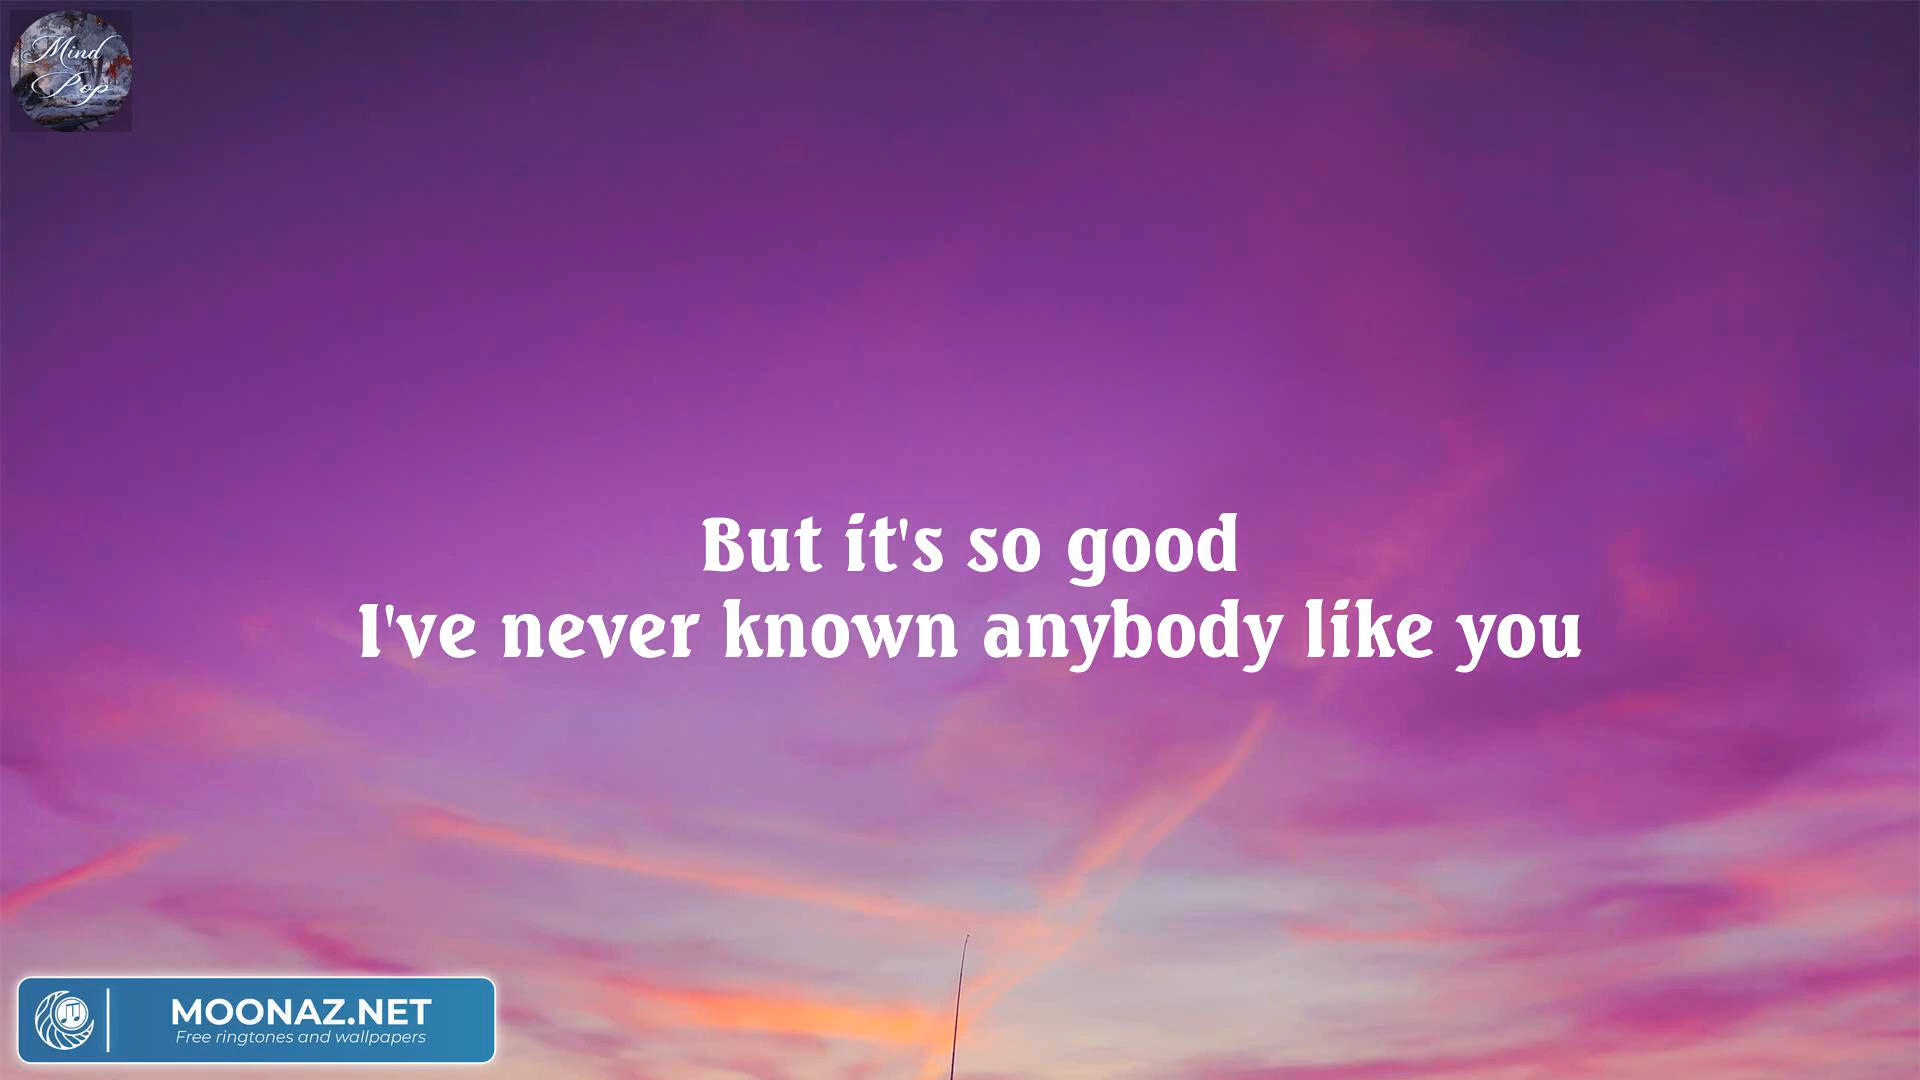 Mind
Pop
But it's so good
I've never known anybody like you
MOONAZ.NET
Free ringtones and wallpapers